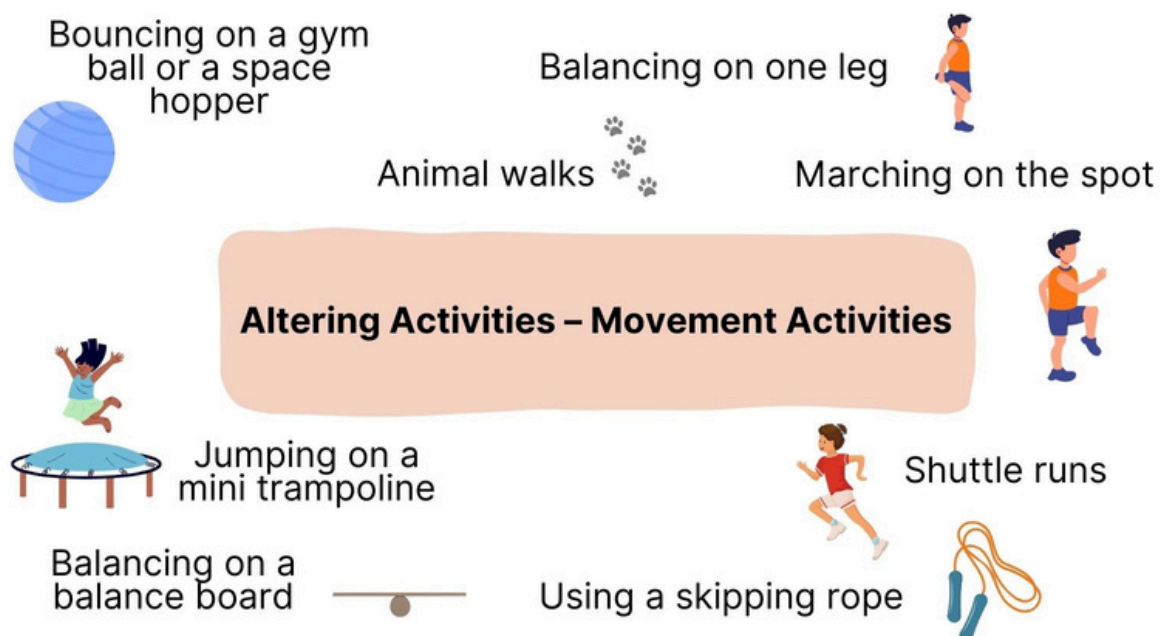 Bouncing on a gym
ball or a space
hopper
Balancing on one leg
Animal walks
Marching on the spot
Altering Activities – Movement Activities
Jumping on a
mini trampoline
Shuttle runs
Balancing on a
balance board
Using a skipping rope